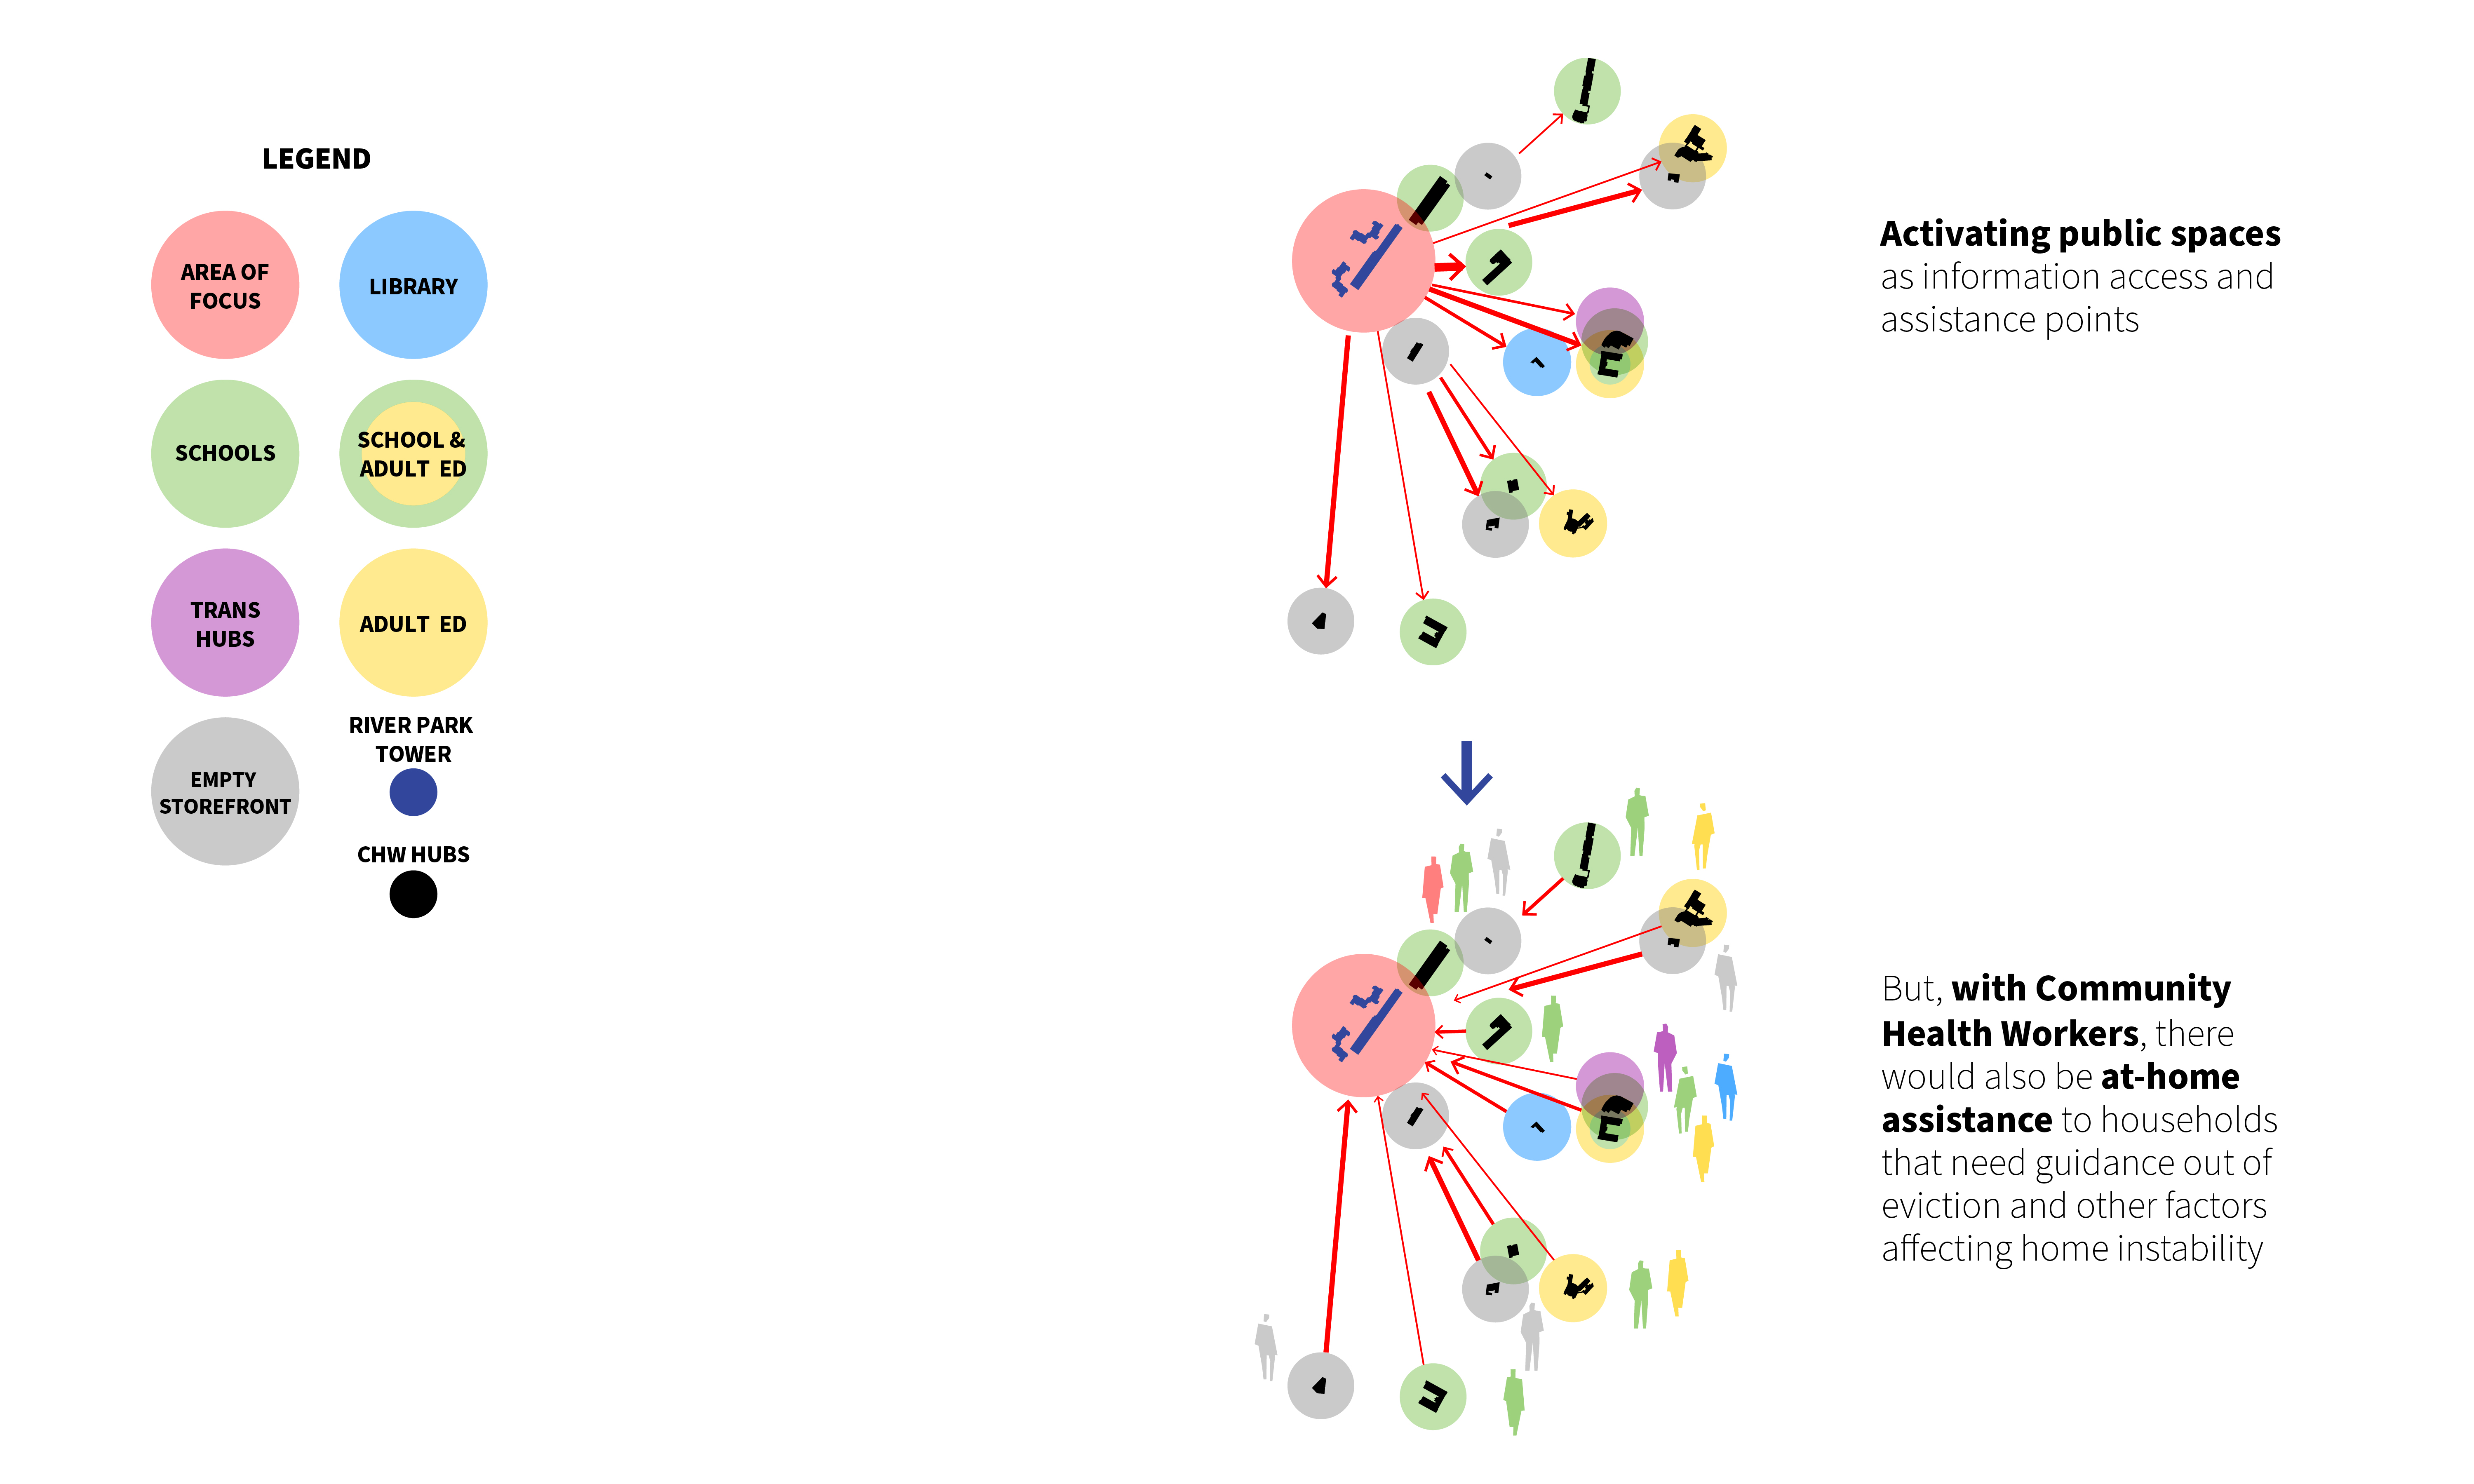 LEGEND
AREA OF
FOCUS
LIBRARY
SCHOOLS
SCHOOL &
ADULT ED
TRANS
HUBS
ADULT ED
EMPTY
STOREFRONT
RIVER PARK
TOWER
CHW HUBS
Activating public spaces
as information access and
assistance points
But, with Community
Health Workers, there
would also be at-home
assistance to households
that need guidance out of
eviction and other factors
affecting home instability